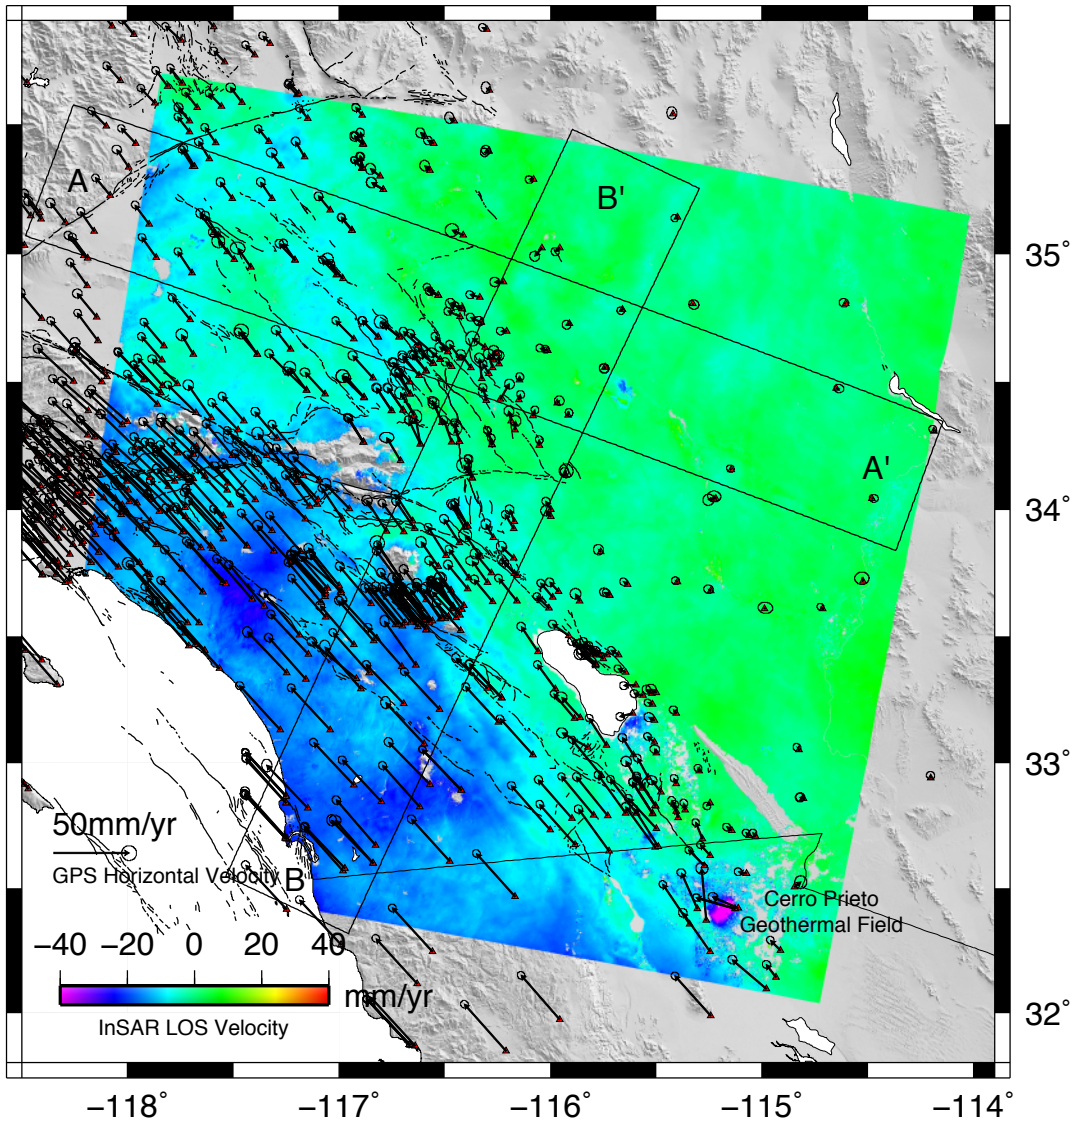 A
B'
35°
A'
34°
33°
50mm/yr
GPS Horizontal Velocity
B
Cerro Prieto
Geothermal Field
−40 −20 0 20 40
mm/yr
InSAR LOS Velocity
32°
−118° −117° −116° −115° −114°